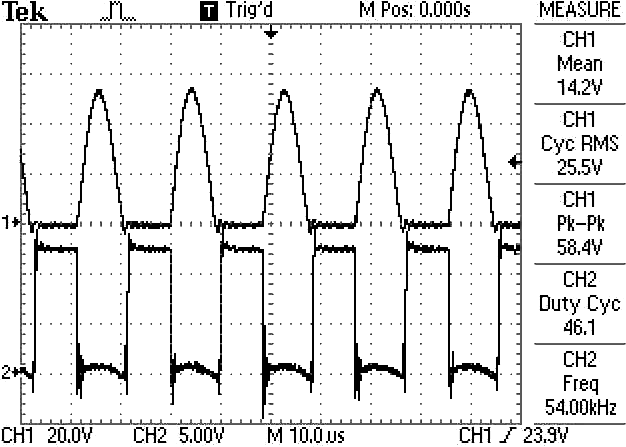 Tek T Trig'd M Pos: 0.000s MEASURE
CH1
Mean
14.2V
CH1
Cyc RMS
25.5V
1
CH1
Pk-Pk
58.4V
CH2
Duty Cyc
46.1
2
CH2
Freq
54.00kHz
CH1 20.0V CH2 5.00V M 10.0us CH1 23.9V